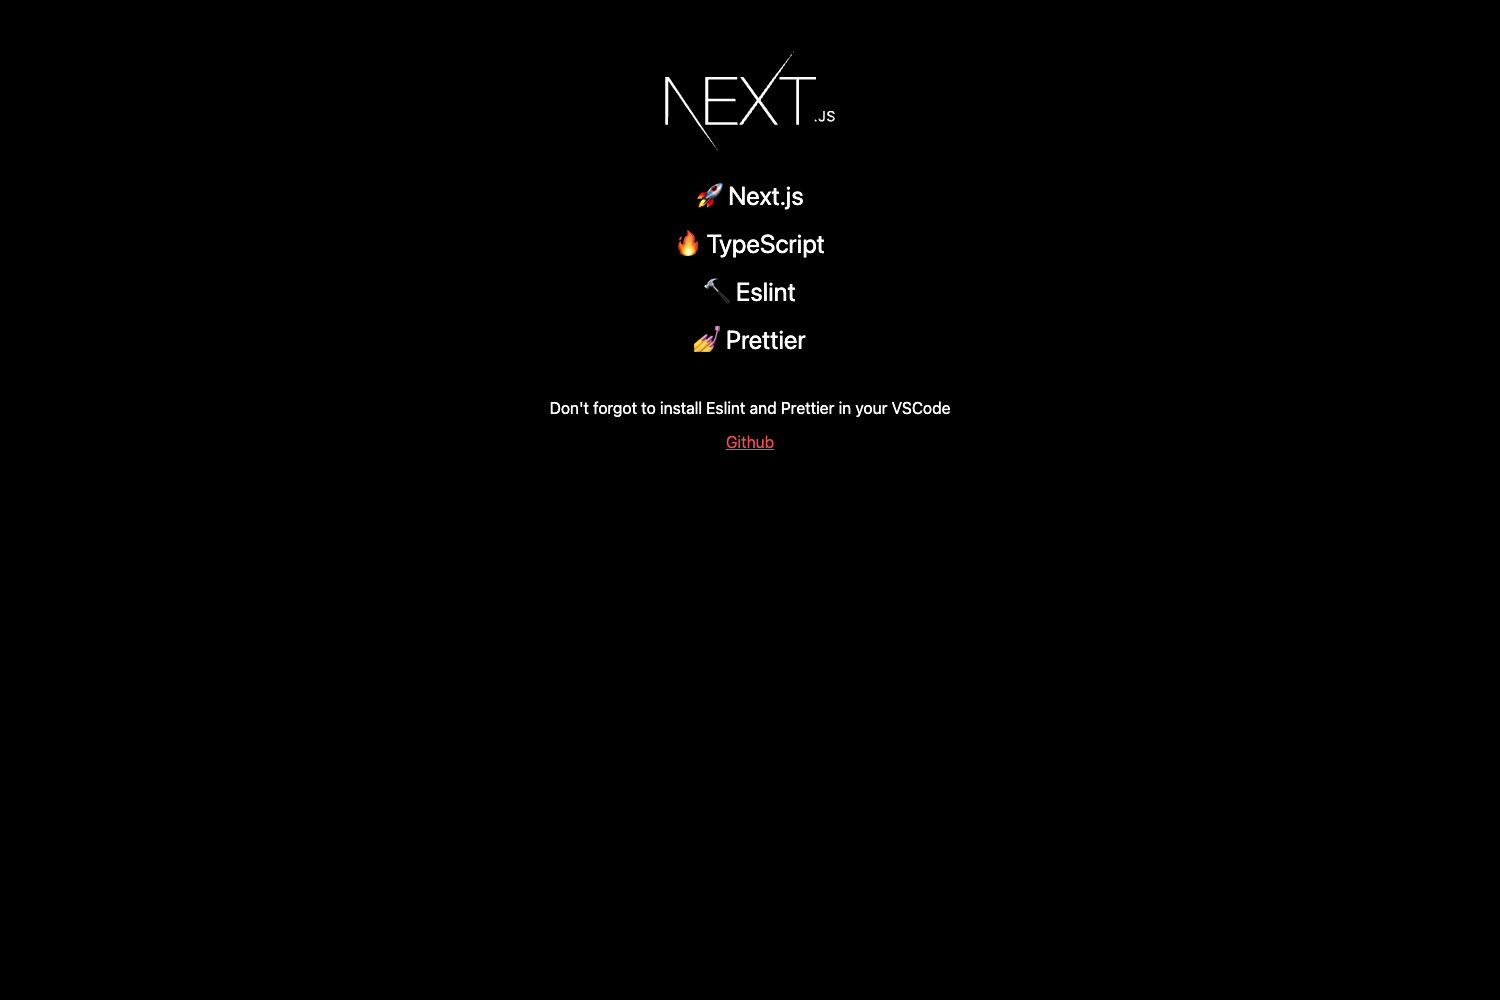 NEXT.JS
🚀 Next.js
🔥 TypeScript
🔨 Eslint
💅 Prettier
Don't forgot to install Eslint and Prettier in your VSCode
Github